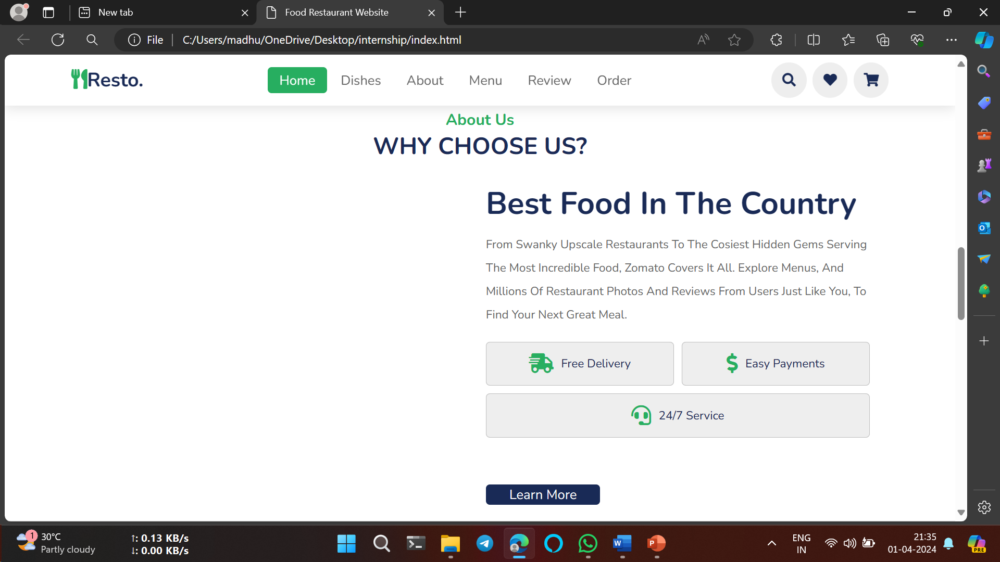 New tab
Food Restaurant Website
File
C:/Users/madhu/OneDrive/Desktop/internship/index.html
Resto.
Home
Dishes
About
Menu
Review
Order
About Us
WHY CHOOSE US?
Best Food In The Country
From Swanky Upscale Restaurants To The Cosiest Hidden Gems Serving
The Most Incredible Food, Zomato Covers It All. Explore Menus, And
Millions Of Restaurant Photos And Reviews From Users Just Like You, To
Find Your Next Great Meal.
Free Delivery
Easy Payments
24/7 Service
Learn More
1
30°C
Partly cloudy
↑: 0.13 KB/s
↓: 0.00 KB/s
ENG
IN
21:35
01-04-2024
PRE